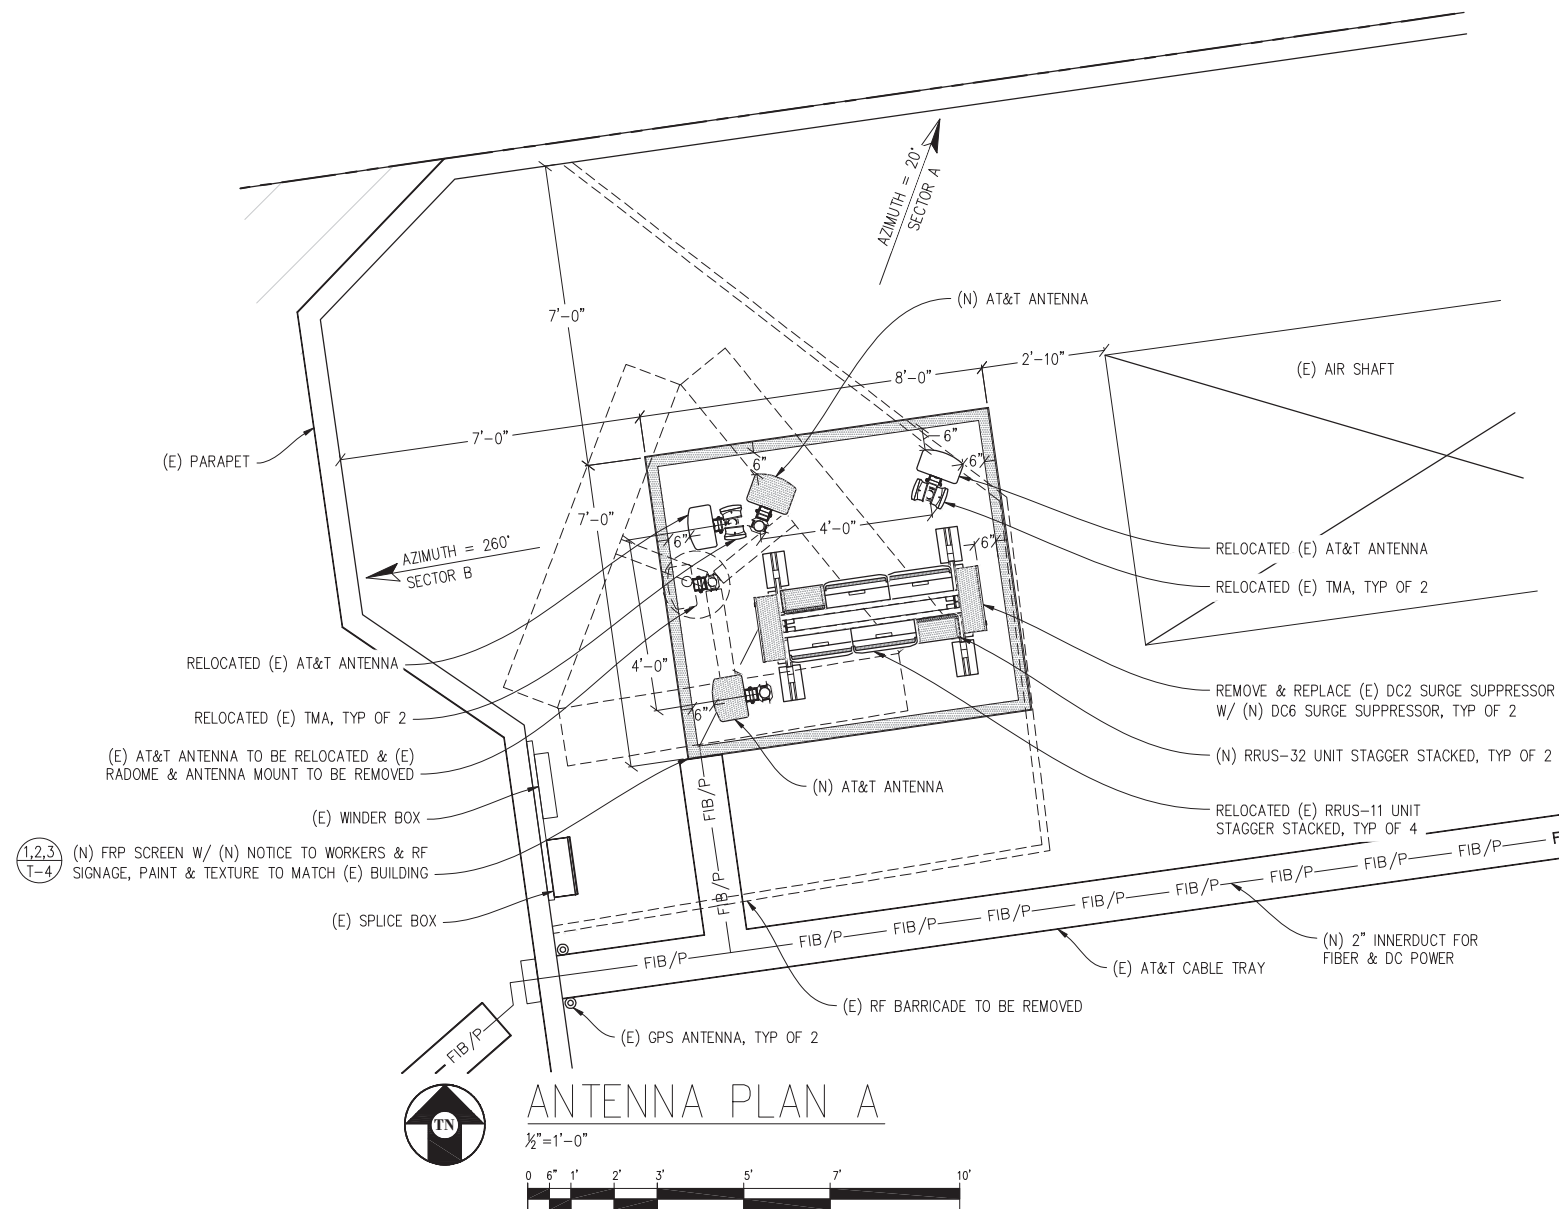 AZIMUTH = 20°
SECTOR A
7'-0"
(N) AT&T ANTENNA
2'-10"
8'-0"
(E) AIR SHAFT
7'-0"
(E) PARAPET
6"
6"
6"
7'-0"
4'-0"
6"
6"
AZIMUTH = 260°
SECTOR B
RELOCATED (E) AT&T ANTENNA
RELOCATED (E) TMA, TYP OF 2
RELOCATED (E) AT&T ANTENNA
4'-0"
6"
RELOCATED (E) TMA, TYP OF 2
REMOVE & REPLACE (E) DC2 SURGE SUPPRESSOR
W/ (N) DC6 SURGE SUPPRESSOR, TYP OF 2
(E) AT&T ANTENNA TO BE RELOCATED & (E)
RADOME & ANTENNA MOUNT TO BE REMOVED
(N) RRUS-32 UNIT STAGGER STACKED, TYP OF 2
(N) AT&T ANTENNA
(E) WINDER BOX
RELOCATED (E) RRUS-11 UNIT
STAGGER STACKED, TYP OF 4
1,2,3
T-4
(N) FRP SCREEN W/ (N) NOTICE TO WORKERS & RF
SIGNAGE, PAINT & TEXTURE TO MATCH (E) BUILDING
(E) SPLICE BOX
FIB/P
FIB/P
FIB/P
FIB/P
FIB/P
FIB/P
FIB/P
FIB/P
FIB/P
FIB/P
FIB/P
F
FIB/P
(N) 2" INNERDUCT FOR
FIBER & DC POWER
(E) AT&T CABLE TRAY
(E) RF BARRICADE TO BE REMOVED
(E) GPS ANTENNA, TYP OF 2
TN
ANTENNA PLAN A
½"=1'-0"
0 6" 1' 2' 3' 5' 7' 10'